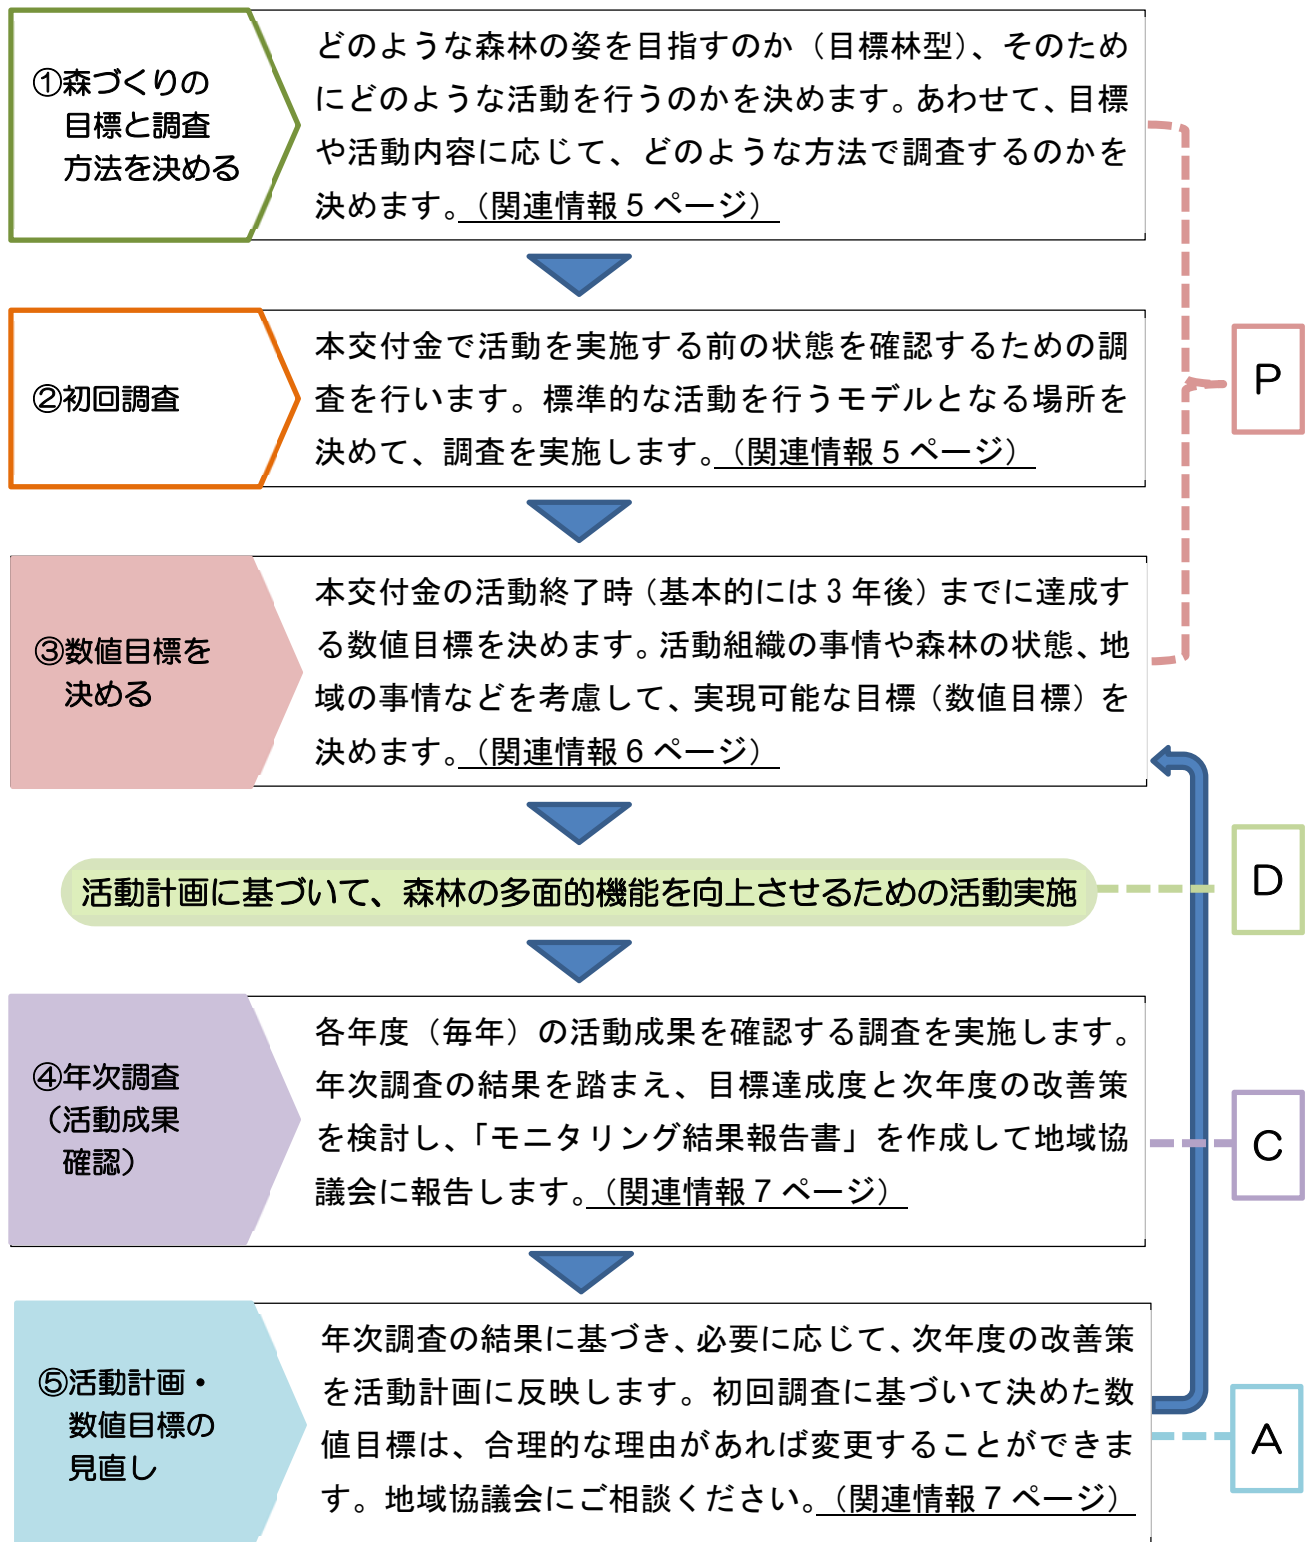 ①森づくりの
目標と調査
方法を決める
どのような森林の姿を目指すのか（目標林型）、そのため
にどのような活動を行うのかを決めます。あわせて、目標
や活動内容に応じて、どのような方法で調査するのかを
決めます。（関連情報５ページ）
②初回調査
本交付金で活動を実施する前の状態を確認するための調
査を行います。標準的な活動を行うモデルとなる場所を
決めて、調査を実施します。（関連情報５ページ）
P
③数値目標を
決める
本交付金の活動終了時（基本的には３年後）までに達成す
る数値目標を決めます。活動組織の事情や森林の状態、地
域の事情などを考慮して、実現可能な目標（数値目標）を
決めます。（関連情報６ページ）
活動計画に基づいて、森林の多面的機能を向上させるための活動実施
D
④年次調査
（活動成果
確認）
各年度（毎年）の活動成果を確認する調査を実施します。
年次調査の結果を踏まえ、目標達成度と次年度の改善策
を検討し、「モニタリング結果報告書」を作成して地域協
議会に報告します。（関連情報７ページ）
C
⑤活動計画・
数値目標の
見直し
年次調査の結果に基づき、必要に応じて、次年度の改善策
を活動計画に反映します。初回調査に基づいて決めた数
値目標は、合理的な理由があれば変更することができま
す。地域協議会にご相談ください。（関連情報７ページ）
A